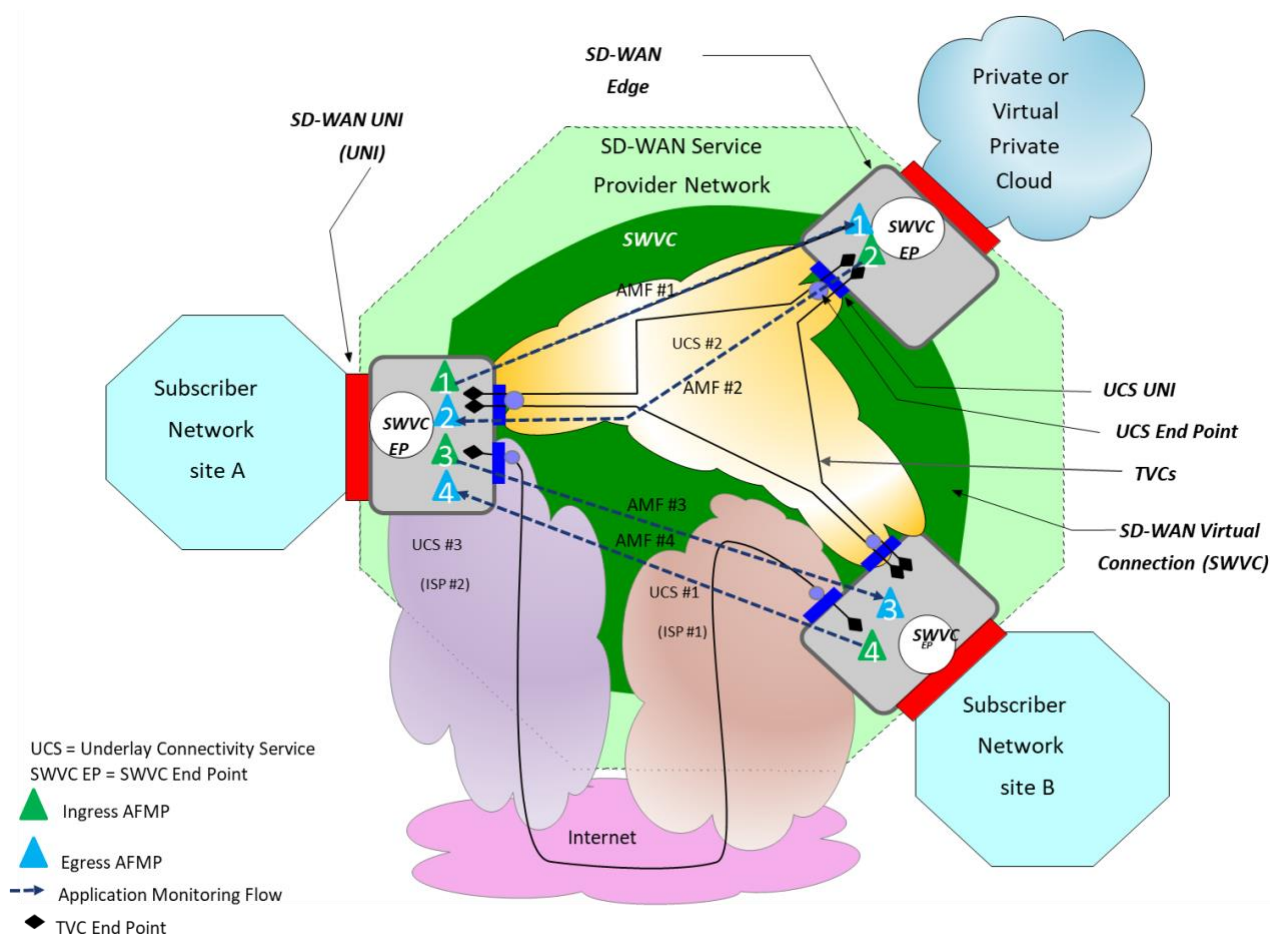 SD-WAN
Edge
Private or
Virtual
Private
Cloud
SD-WAN UNI
(UNI)
SD-WAN Service
Provider Network
SWVC
1
SWVC
EP
2
AMF #1
UCS #2
AMF #2
UCS UNI
UCS End Point
TVCs
SD-WAN Virtual
Connection (SWVC)
Subscriber
Network
site A
1
SWVC
EP
2
3
4
AMF #3
AMF #4
UCS #3
(ISP #2)
UCS #1
(ISP #1)
3
SWVC
EP
4
Subscriber
Network
site B
Internet
UCS = Underlay Connectivity Service
SWVC EP = SWVC End Point
Ingress AFMP
Egress AFMP
Application Monitoring Flow
TVC End Point